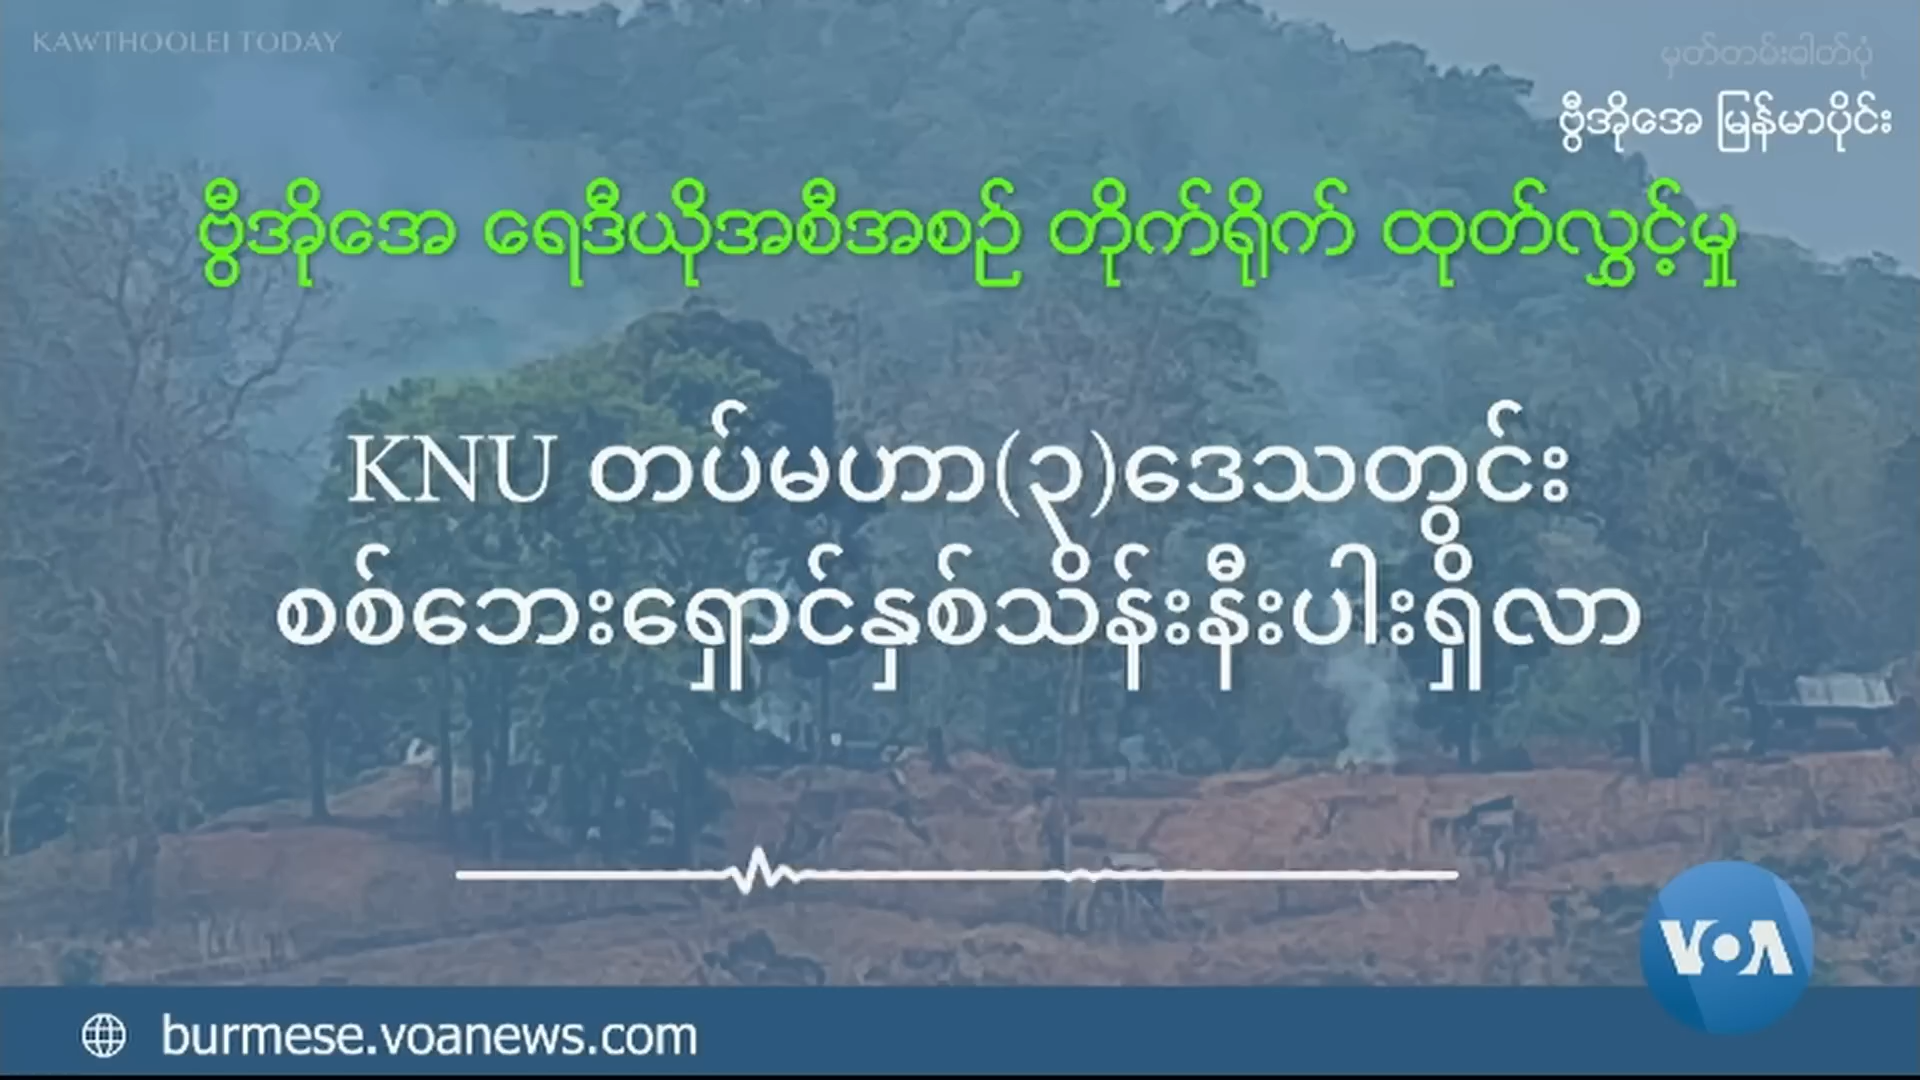 KAWTHOOLEI TODAY
မှတ်တမ်းဓါတ်ပုံ
ဗွီအိုအေ မြန်မာပိုင်း
ဗွီအိုအေ ရေဒီယိုအစီအစဉ် တိုက်ရိုက် ထုတ်လွှင့်မှု
KNU တပ်မဟာ(၃)ဒေသတွင်း
စစ်ဘေးရှောင်နှစ်သိန်းနီးပါးရှိလာ
VOA
burmese.voanews.com